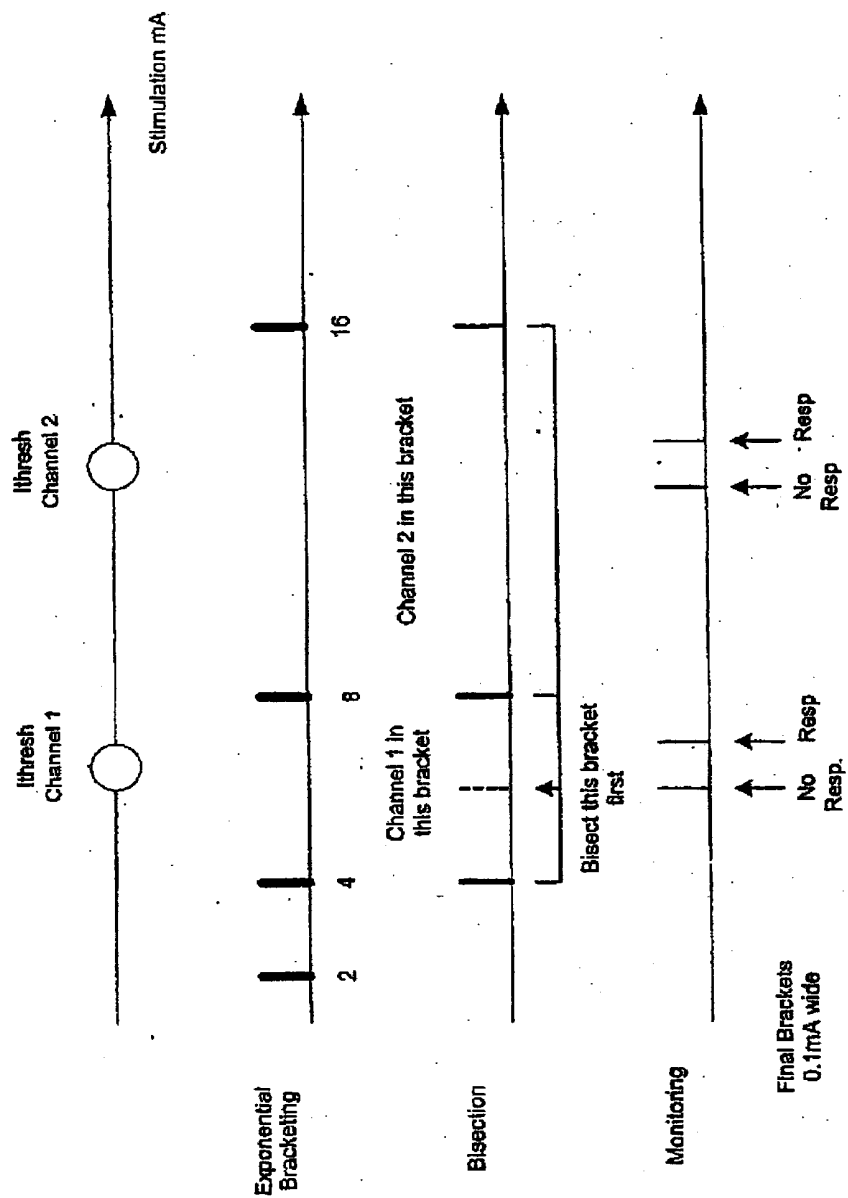 Ithresh
Channel 1
Ithresh
Channel 2
Stimulation mA
Exponential
Bracketing
2
4
8
16
Bisection
Channel 1 in
this bracket
Channel 2 in this bracket
Bisect this bracket
first
Monitoring
Final Brackets
0.1mA wide
No
Resp.
Resp
No
Resp
Resp